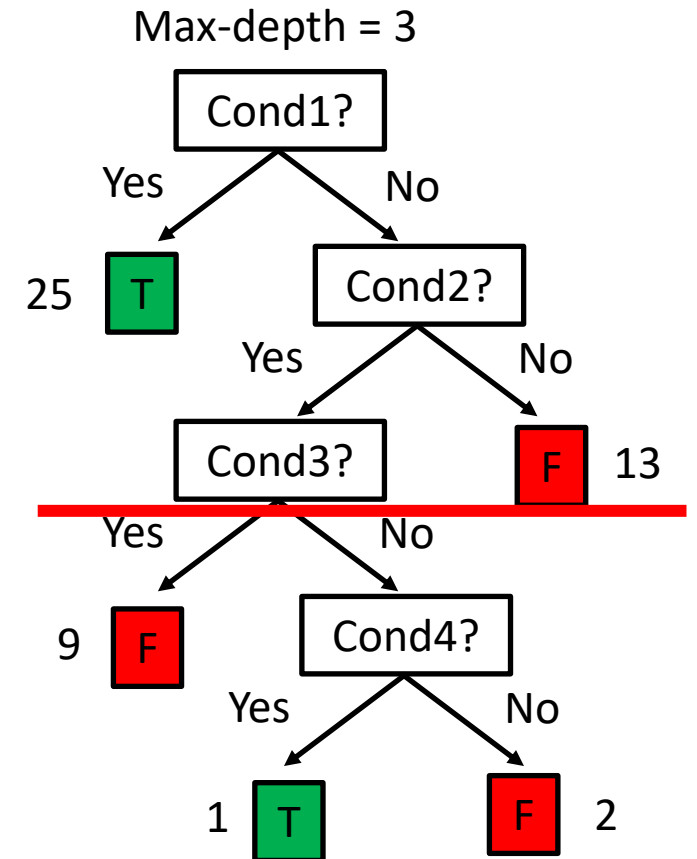 Max-depth = 3
Cond1?
Yes No
25 T Cond2?
Yes No
Cond3? F 13
Yes No
9 F Cond4?
Yes No
1 T F 2